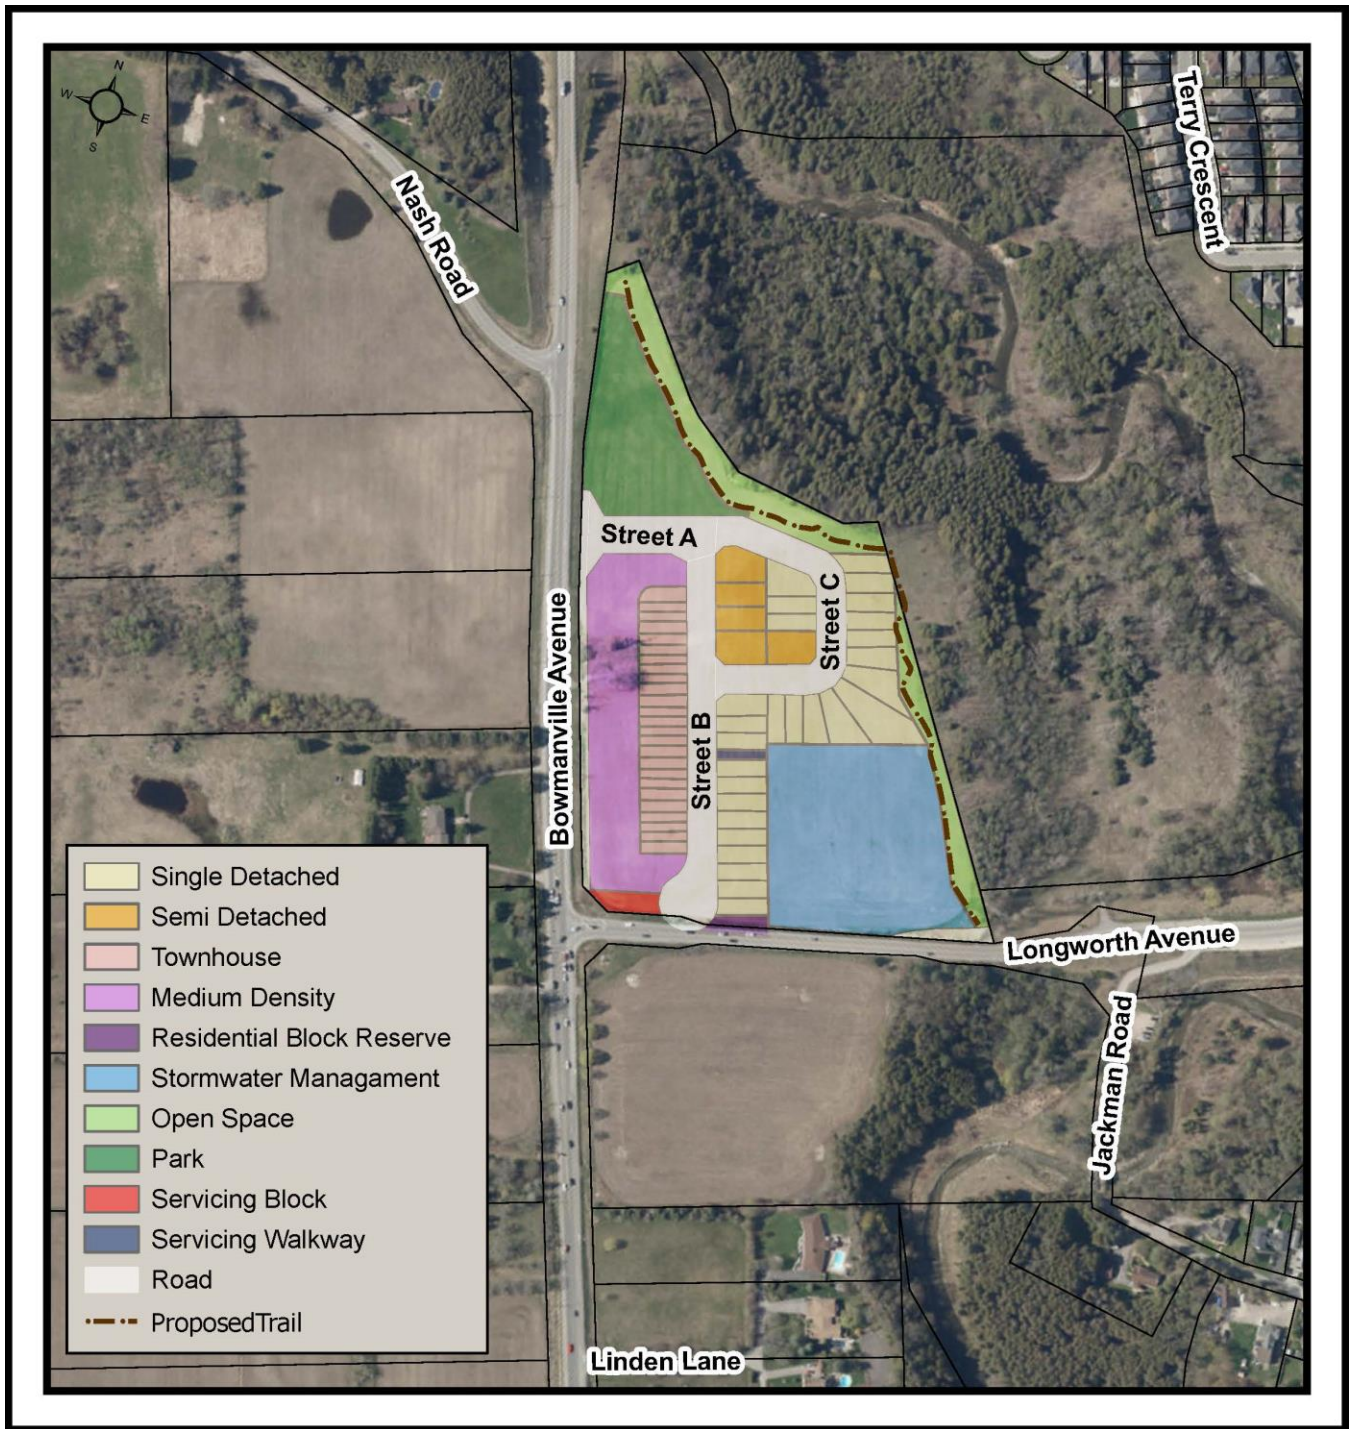 N
W
E
S
Terry Crescent
Nash Road
Street A
Street C
Bowmanville Avenue
Street B
Single Detached
Semi Detached
Townhouse
Medium Density
Residential Block Reserve
Stormwater Managament
Open Space
Park
Servicing Block
Servicing Walkway
Road
ProposedTrail
Longworth Avenue
Jackman Road
Linden Lane